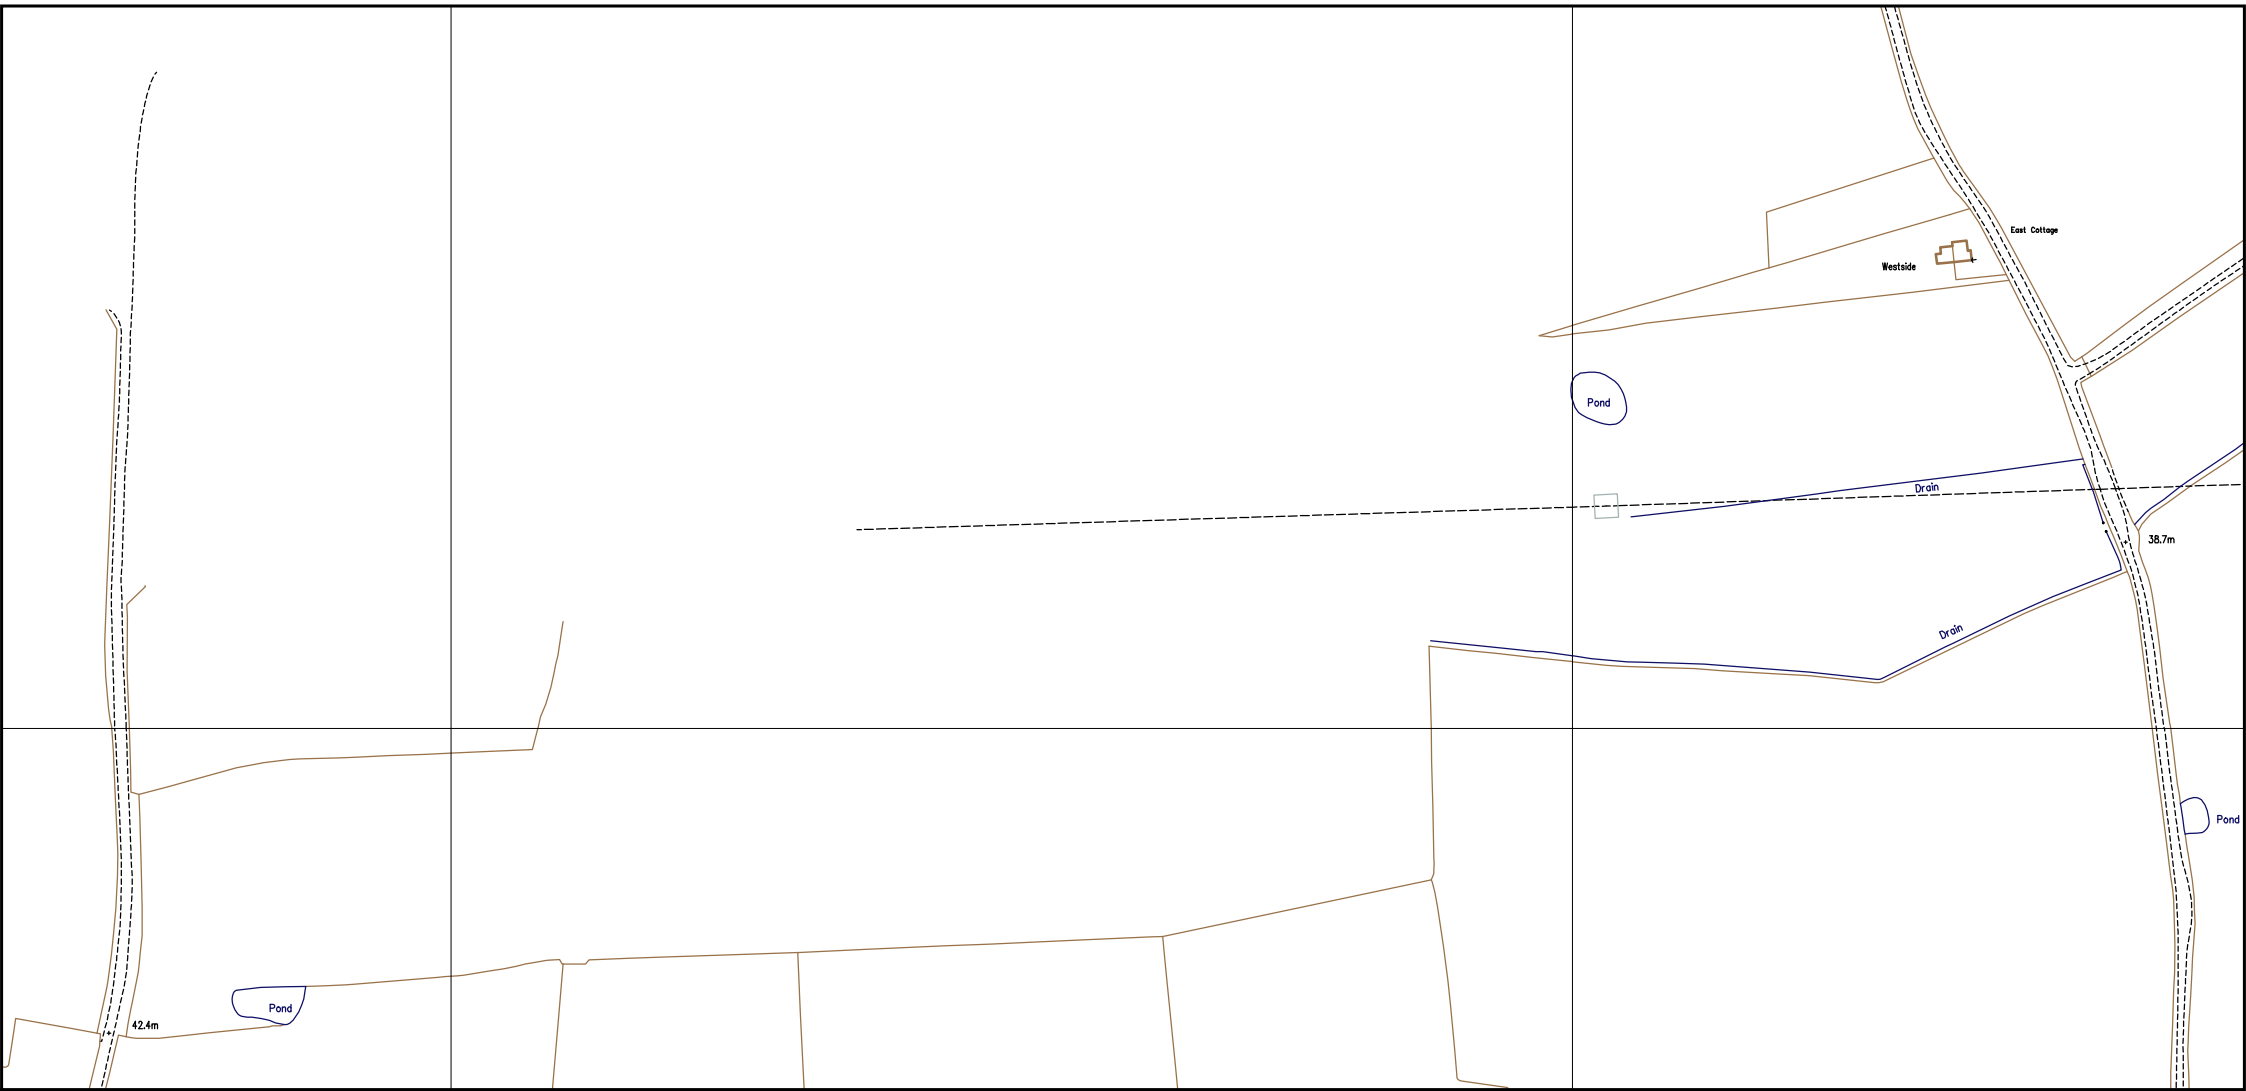 East Cottage
Westside
Pond
Drain
38.7m
Drain
Pond
Pond
42.4m